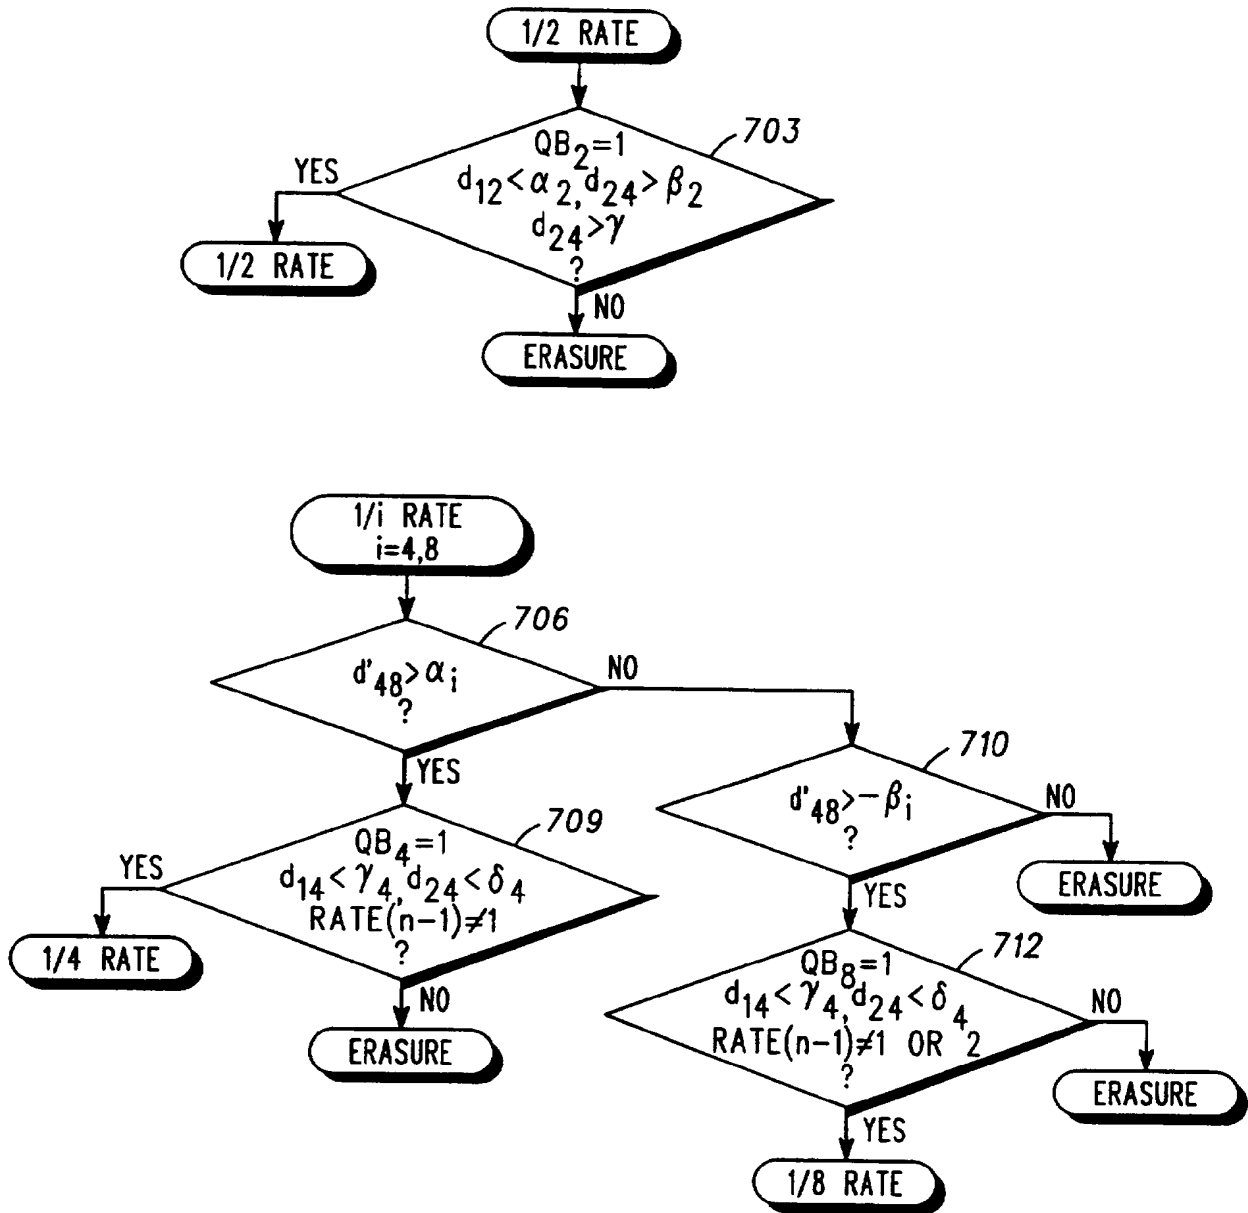 1/2 RATE
703
QB₂=1
d₁₂<α₂, d₂₄>β₂
d₂₄>γ
?
YES
1/2 RATE
NO
ERASURE
1/i RATE
i=4,8
706
d'₄₈>αᵢ
?
NO
YES
710
d'₄₈>-βᵢ
?
NO
ERASURE
YES
709
QB₄=1
d₁₄<γ₄, d₂₄<δ₄
RATE(n-1)≠1
?
YES
1/4 RATE
NO
ERASURE
712
QB₈=1
d₁₄<γ₄, d₂₄<δ₄
RATE(n-1)≠1 OR 2
?
NO
ERASURE
YES
1/8 RATE